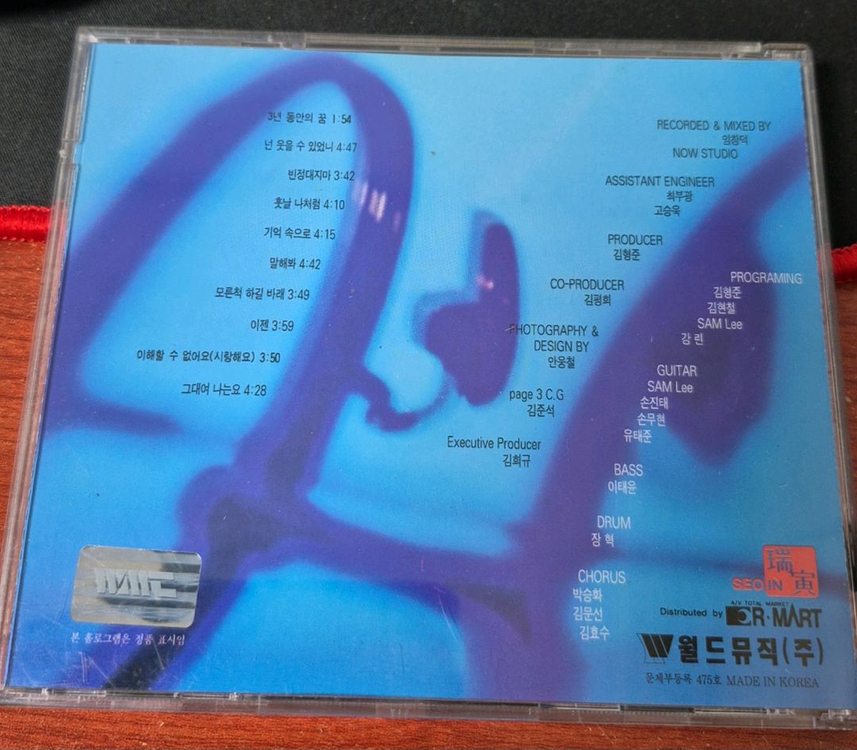 3년 동안의 꿈 1:54
넌 웃을 수 있었니 4:47
빈정대지마 3:42
훗날 나처럼 4:10
기억 속으로 4:15
말해봐 4:42
모른척 하길 바래 3:49
이젠 3:59
이해할 수 없어요(사랑해요) 3:50
그대여 나는요 4:28
RECORDED & MIXED BY
임창덕
NOW STUDIO
ASSISTANT ENGINEER
최부광
고승욱
PRODUCER
김형준
CO-PRODUCER
김평희
PHOTOGRAPHY &
DESIGN BY
안웅철
page 3 C.G
김준석
Executive Producer
김희규
PROGRAMING
김형준
김현철
SAM Lee
강 린
GUITAR
SAM Lee
손진태
손무현
유태준
BASS
이태윤
DRUM
장 혁
CHORUS
박승화
김문선
김효수
본 홀로그램은 정품 표시임
瑞寅
SEO IN
A/V TOTAL MARKET
Distributed by
MART
월드뮤직(주)
문체부등록 475호 MADE IN KOREA